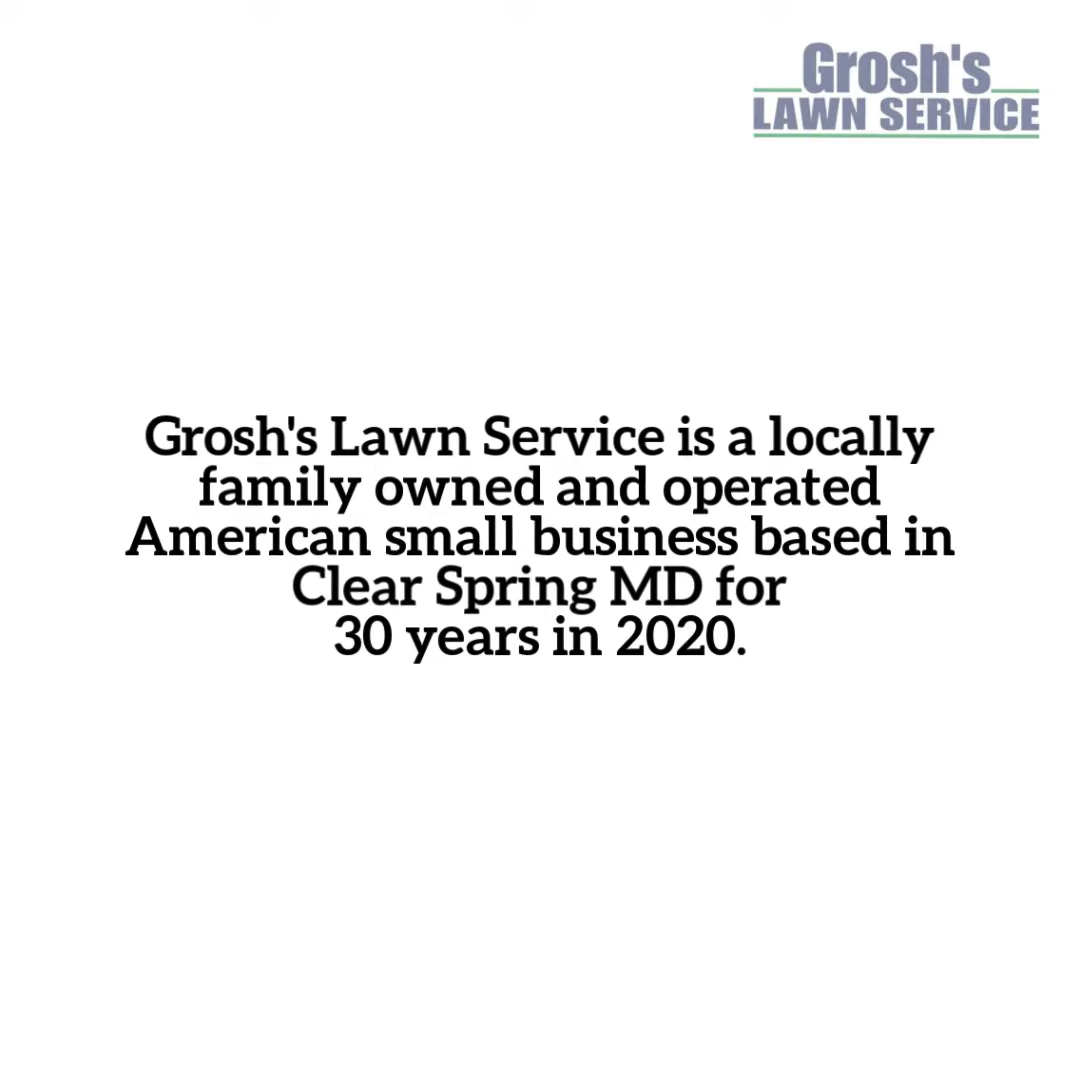 Grosh's
LAWN SERVICE
Grosh's Lawn Service is a locally
family owned and operated
American small business based in
Clear Spring MD for
30 years in 2020.